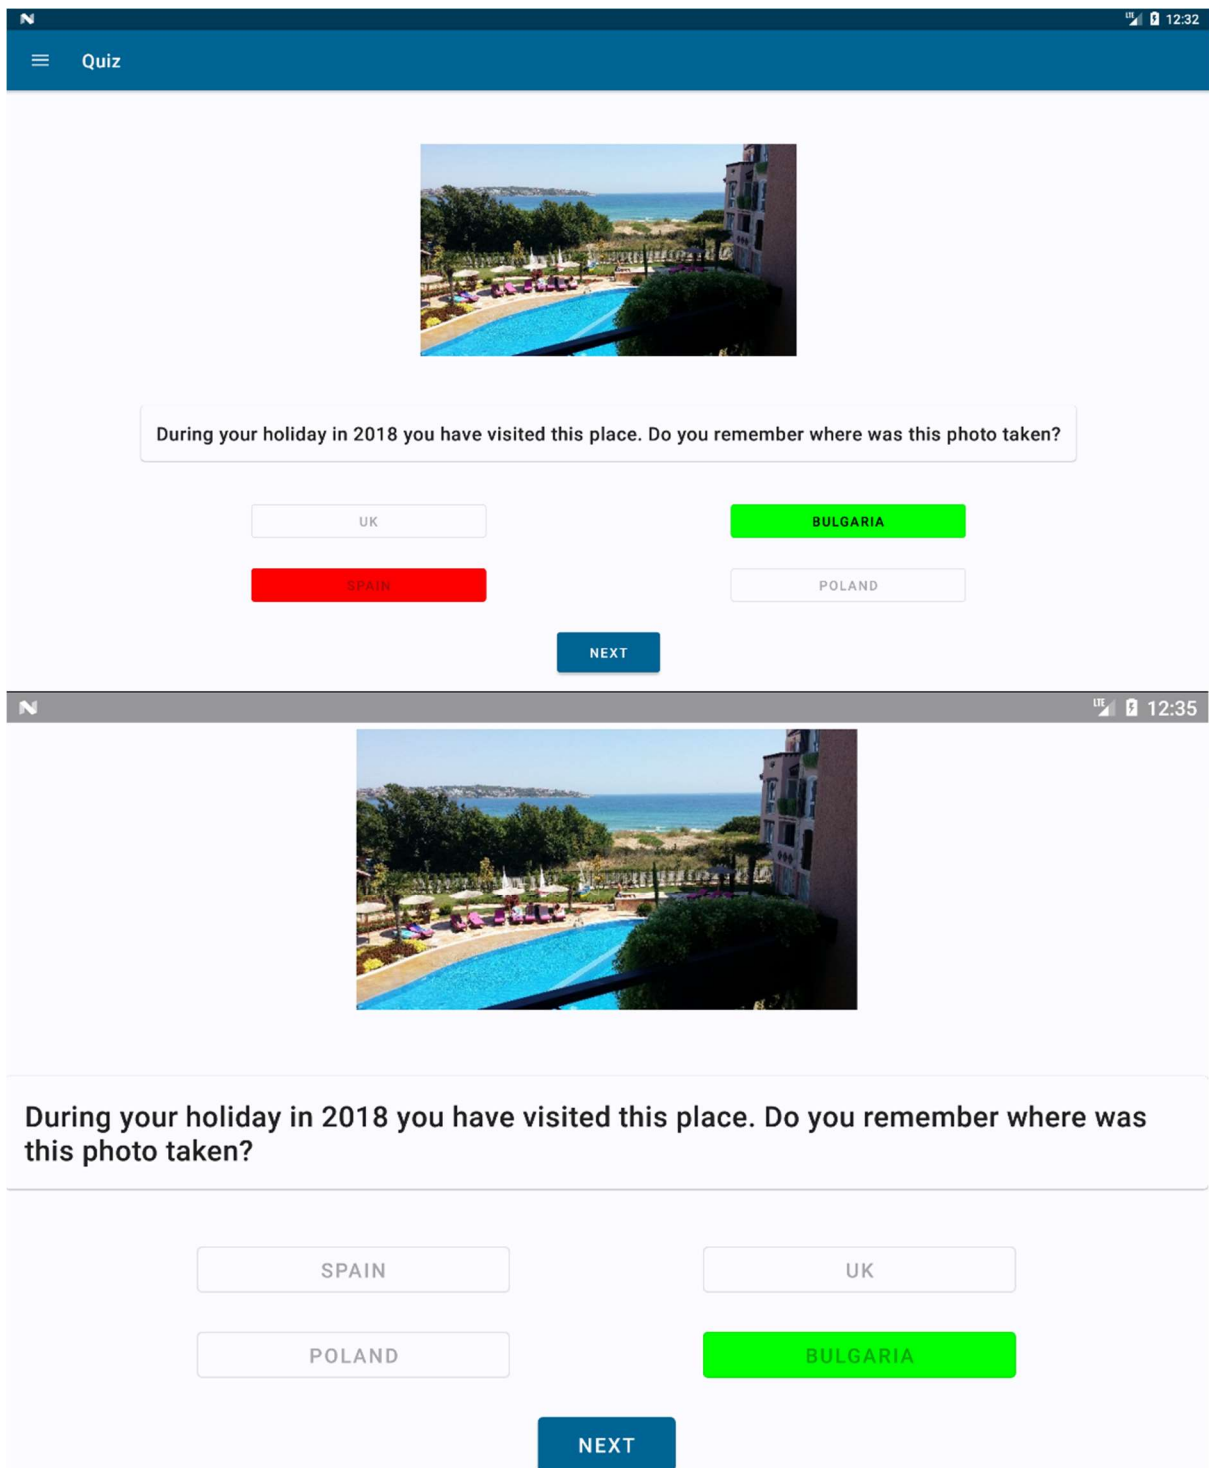 LTE 12:32
Quiz
During your holiday in 2018 you have visited this place. Do you remember where was this photo taken?
UK
BULGARIA
SPAIN
POLAND
NEXT
LTE 12:35
During your holiday in 2018 you have visited this place. Do you remember where was
this photo taken?
SPAIN
UK
POLAND
BULGARIA
NEXT